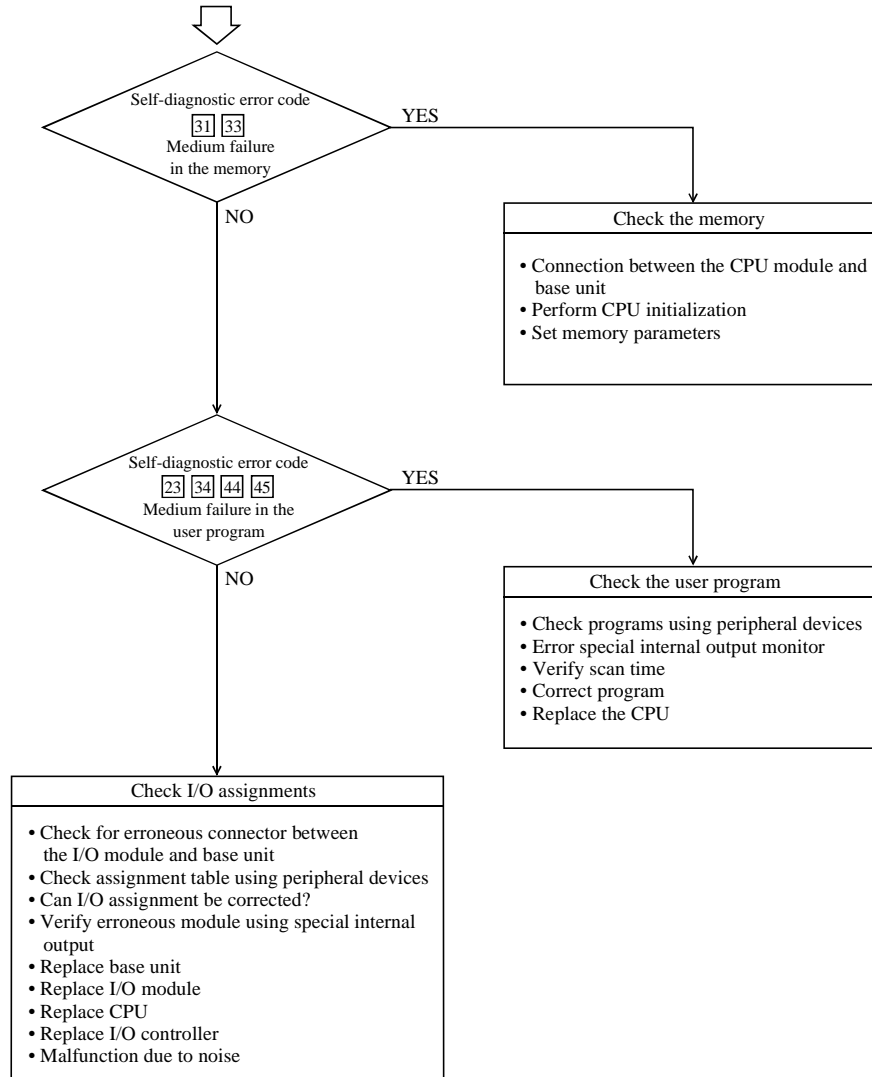 Self-diagnostic error code
31 33
Medium failure
in the memory
YES
NO
Check the memory
• Connection between the CPU module and
base unit
• Perform CPU initialization
• Set memory parameters
Self-diagnostic error code
23 34 44 45
Medium failure in the
user program
YES
NO
Check the user program
• Check programs using peripheral devices
• Error special internal output monitor
• Verify scan time
• Correct program
• Replace the CPU
Check I/O assignments
• Check for erroneous connector between
the I/O module and base unit
• Check assignment table using peripheral devices
• Can I/O assignment be corrected?
• Verify erroneous module using special internal
output
• Replace base unit
• Replace I/O module
• Replace CPU
• Replace I/O controller
• Malfunction due to noise